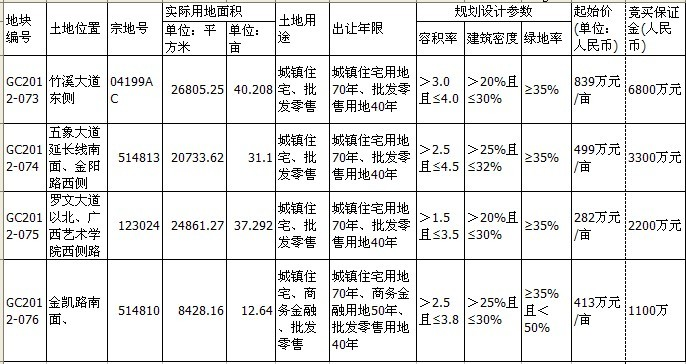 地块编号 土地位置 宗地号 实际用地面积 土地用途 出让年限 规划设计参数 起始价(单位:人民币) 竟买保证金(人民币)
单位:平方米 单位:亩 容积率 建筑密度 绿地率
GC2012-073 竹溪大道东侧 04199AC 26805.25 40.208 城镇住宅、批发零售 城镇住宅用地70年、批发零售用地40年 >3.0且≤4.0 >20%且≤30% ≥35% 839万元/亩 6800万元
GC2012-074 五象大道延长线南面、金阳路西侧 514813 20733.62 31.1 城镇住宅、批发零售 城镇住宅用地70年、批发零售用地40年 >2.5且≤4.5 >25%且≤32% ≥35% 499万元/亩 3300万元
GC2012-075 罗文大道以北、广西艺术学院西侧路 123024 24861.27 37.292 城镇住宅、批发零售 城镇住宅用地70年、批发零售用地40年 >1.5且≤3.5 >20%且≤30% ≥35% 282万元/亩 2200万元
GC2012-076 金凯路南面、 514810 8428.16 12.64 城镇住宅、商务金融、批发零售 城镇住宅用地70年、商务金融用地50年、批发零售用地40年 >2.5且≤3.8 >25%且≤30% ≥35%且<50% 413万元/亩 1100万